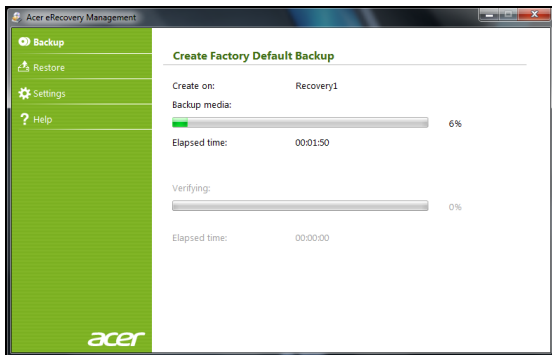 Acer eRecovery Management
Backup
Restore
Settings
Help
Create Factory Default Backup
Create on: Recovery1
Backup media:
6%
Elapsed time: 00:01:50
Verifying:
0%
Elapsed time: 00:00:00
acer